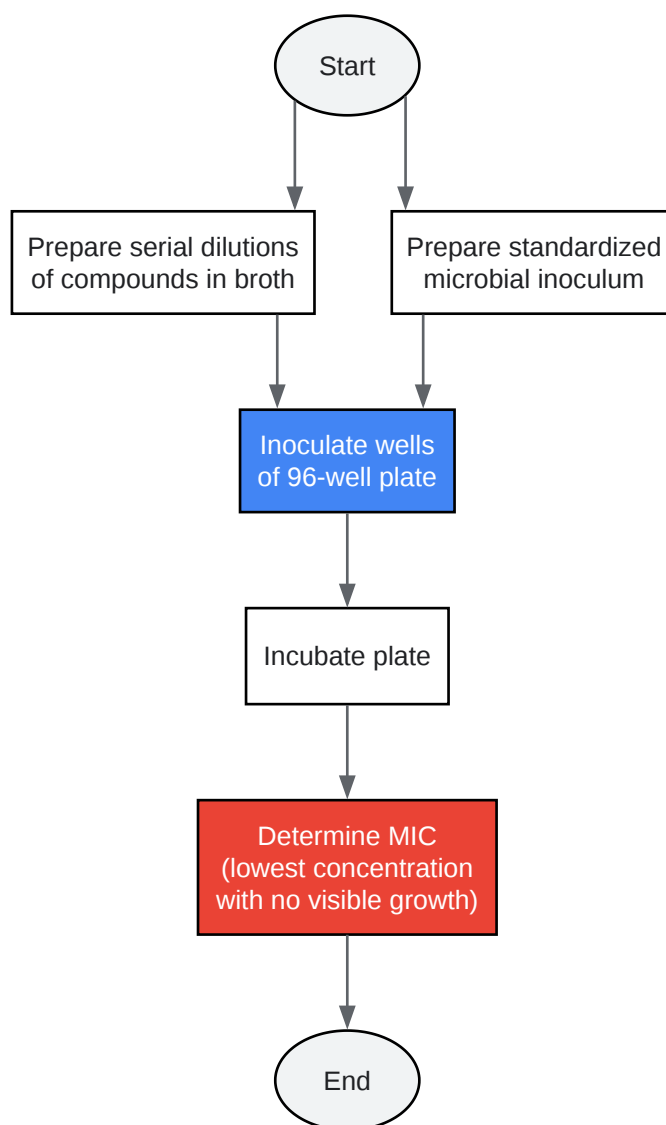 Start
Prepare serial dilutions
of compounds in broth
Prepare standardized
microbial inoculum
Inoculate wells
of 96-well plate
Incubate plate
Determine MIC
(lowest concentration
with no visible growth)
End